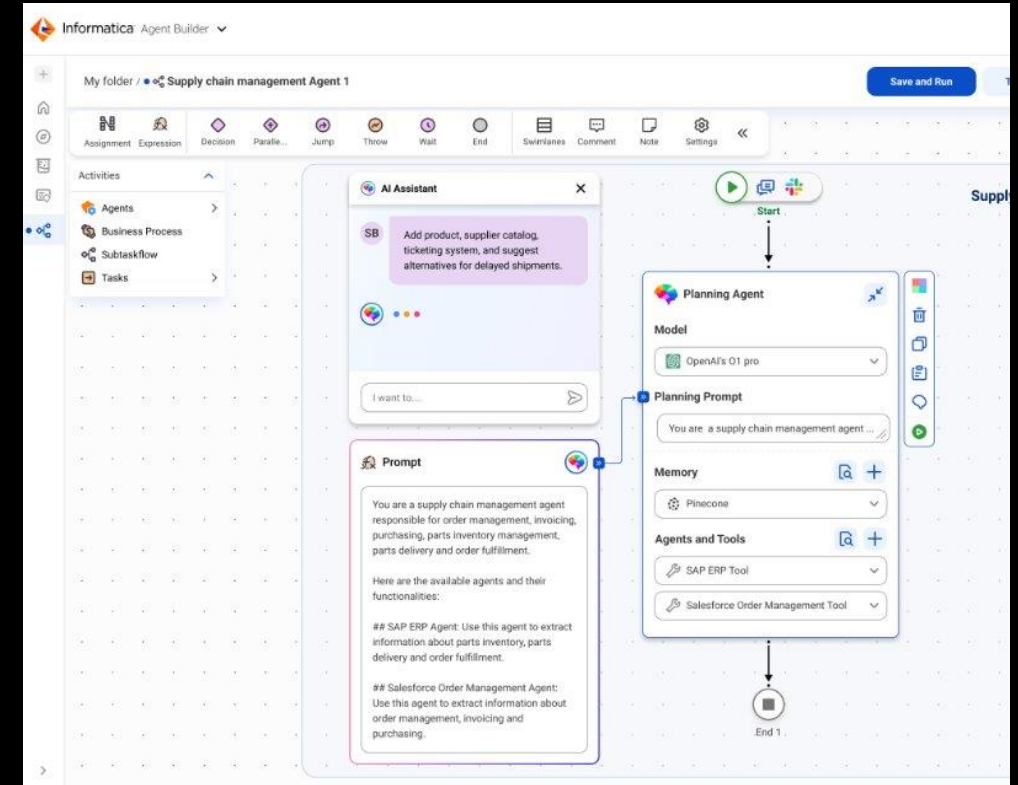 Informatica Agent Builder
My folder / Supply chain management Agent 1
Save and Run
Assignment Expression Decision Paralle... Jump Throw Wait End Swimlanes Comment Note Settings
Activities
Agents
Business Process
Subtaskflow
Tasks
AI Assistant
SB
Add product, supplier catalog,
ticketing system, and suggest
alternatives for delayed shipments.
I want to....
Prompt
You are a supply chain management agent
responsible for order management, invoicing,
purchasing, parts inventory management,
parts delivery and order fulfillment.
Here are the available agents and their
functionalities:
## SAP ERP Agent: Use this agent to extract
information about parts inventory, parts
delivery and order fulfillment.
## Salesforce Order Management Agent:
Use this agent to extract information about
order management, invoicing and
purchasing.
Start
Planning Agent
Model
OpenAI's O1 pro
Planning Prompt
You are a supply chain management agent ...
Memory
Pinecone
Agents and Tools
SAP ERP Tool
Salesforce Order Management Tool
End 1